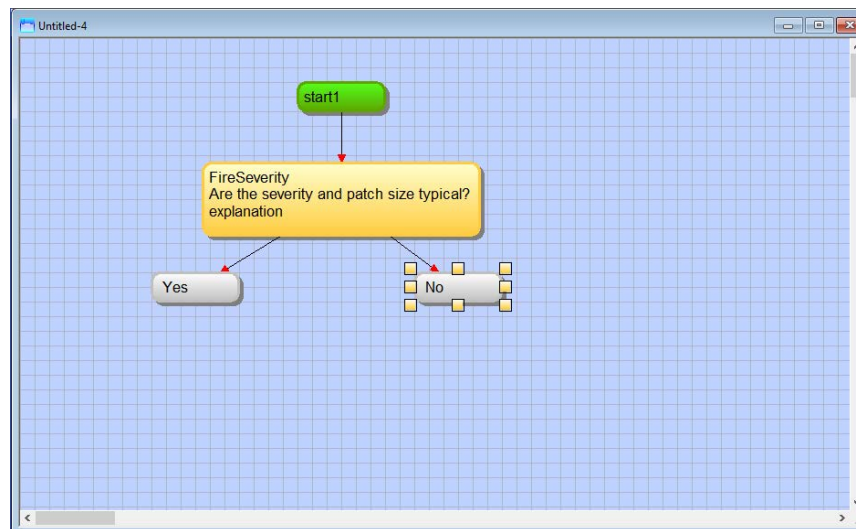 Untitled-4
start1
FireSeverity
Are the severity and patch size typical?
explanation
Yes
No